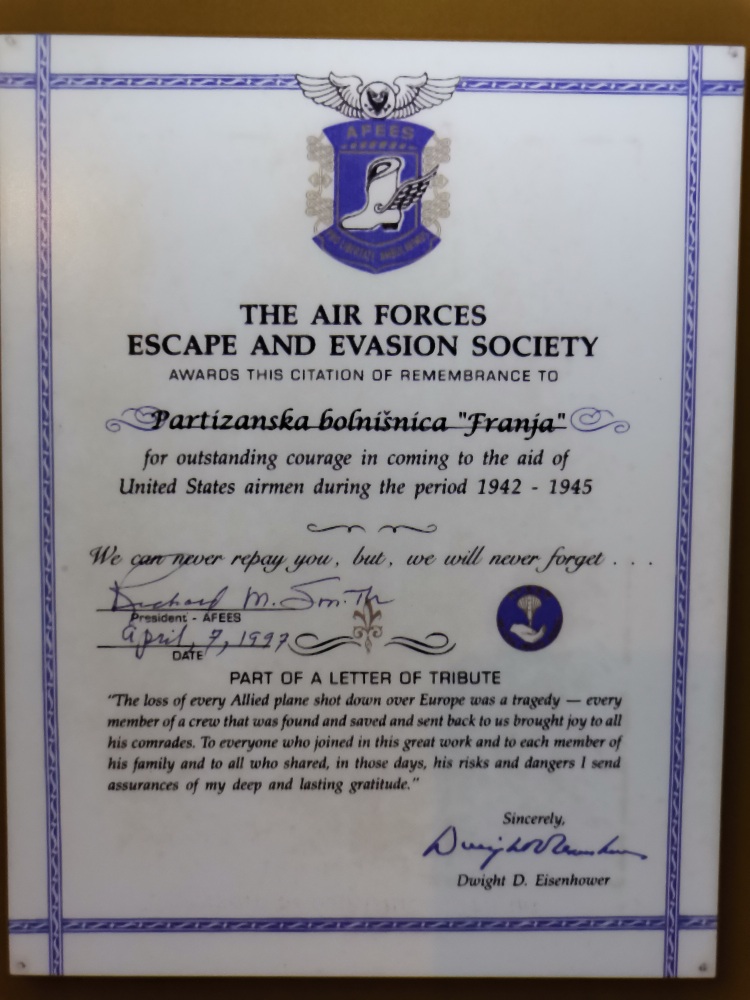 AFEES
THE AIR FORCES
ESCAPE AND EVASION SOCIETY
AWARDS THIS CITATION OF REMEMBRANCE TO
Partizanska bolnišnica "Franja"
for outstanding courage in coming to the aid of
United States airmen during the period 1942 - 1945
We can never repay you, but, we will never forget . . .
Richard M. Smith
President - AFEES
April, 7, 1997
DATE
PART OF A LETTER OF TRIBUTE
"The loss of every Allied plane shot down over Europe was a tragedy — every
member of a crew that was found and saved and sent back to us brought joy to all
his comrades. To everyone who joined in this great work and to each member of
his family and to all who shared, in those days, his risks and dangers I send
assurances of my deep and lasting gratitude."
Sincerely,
Dwight D. Eisenhower